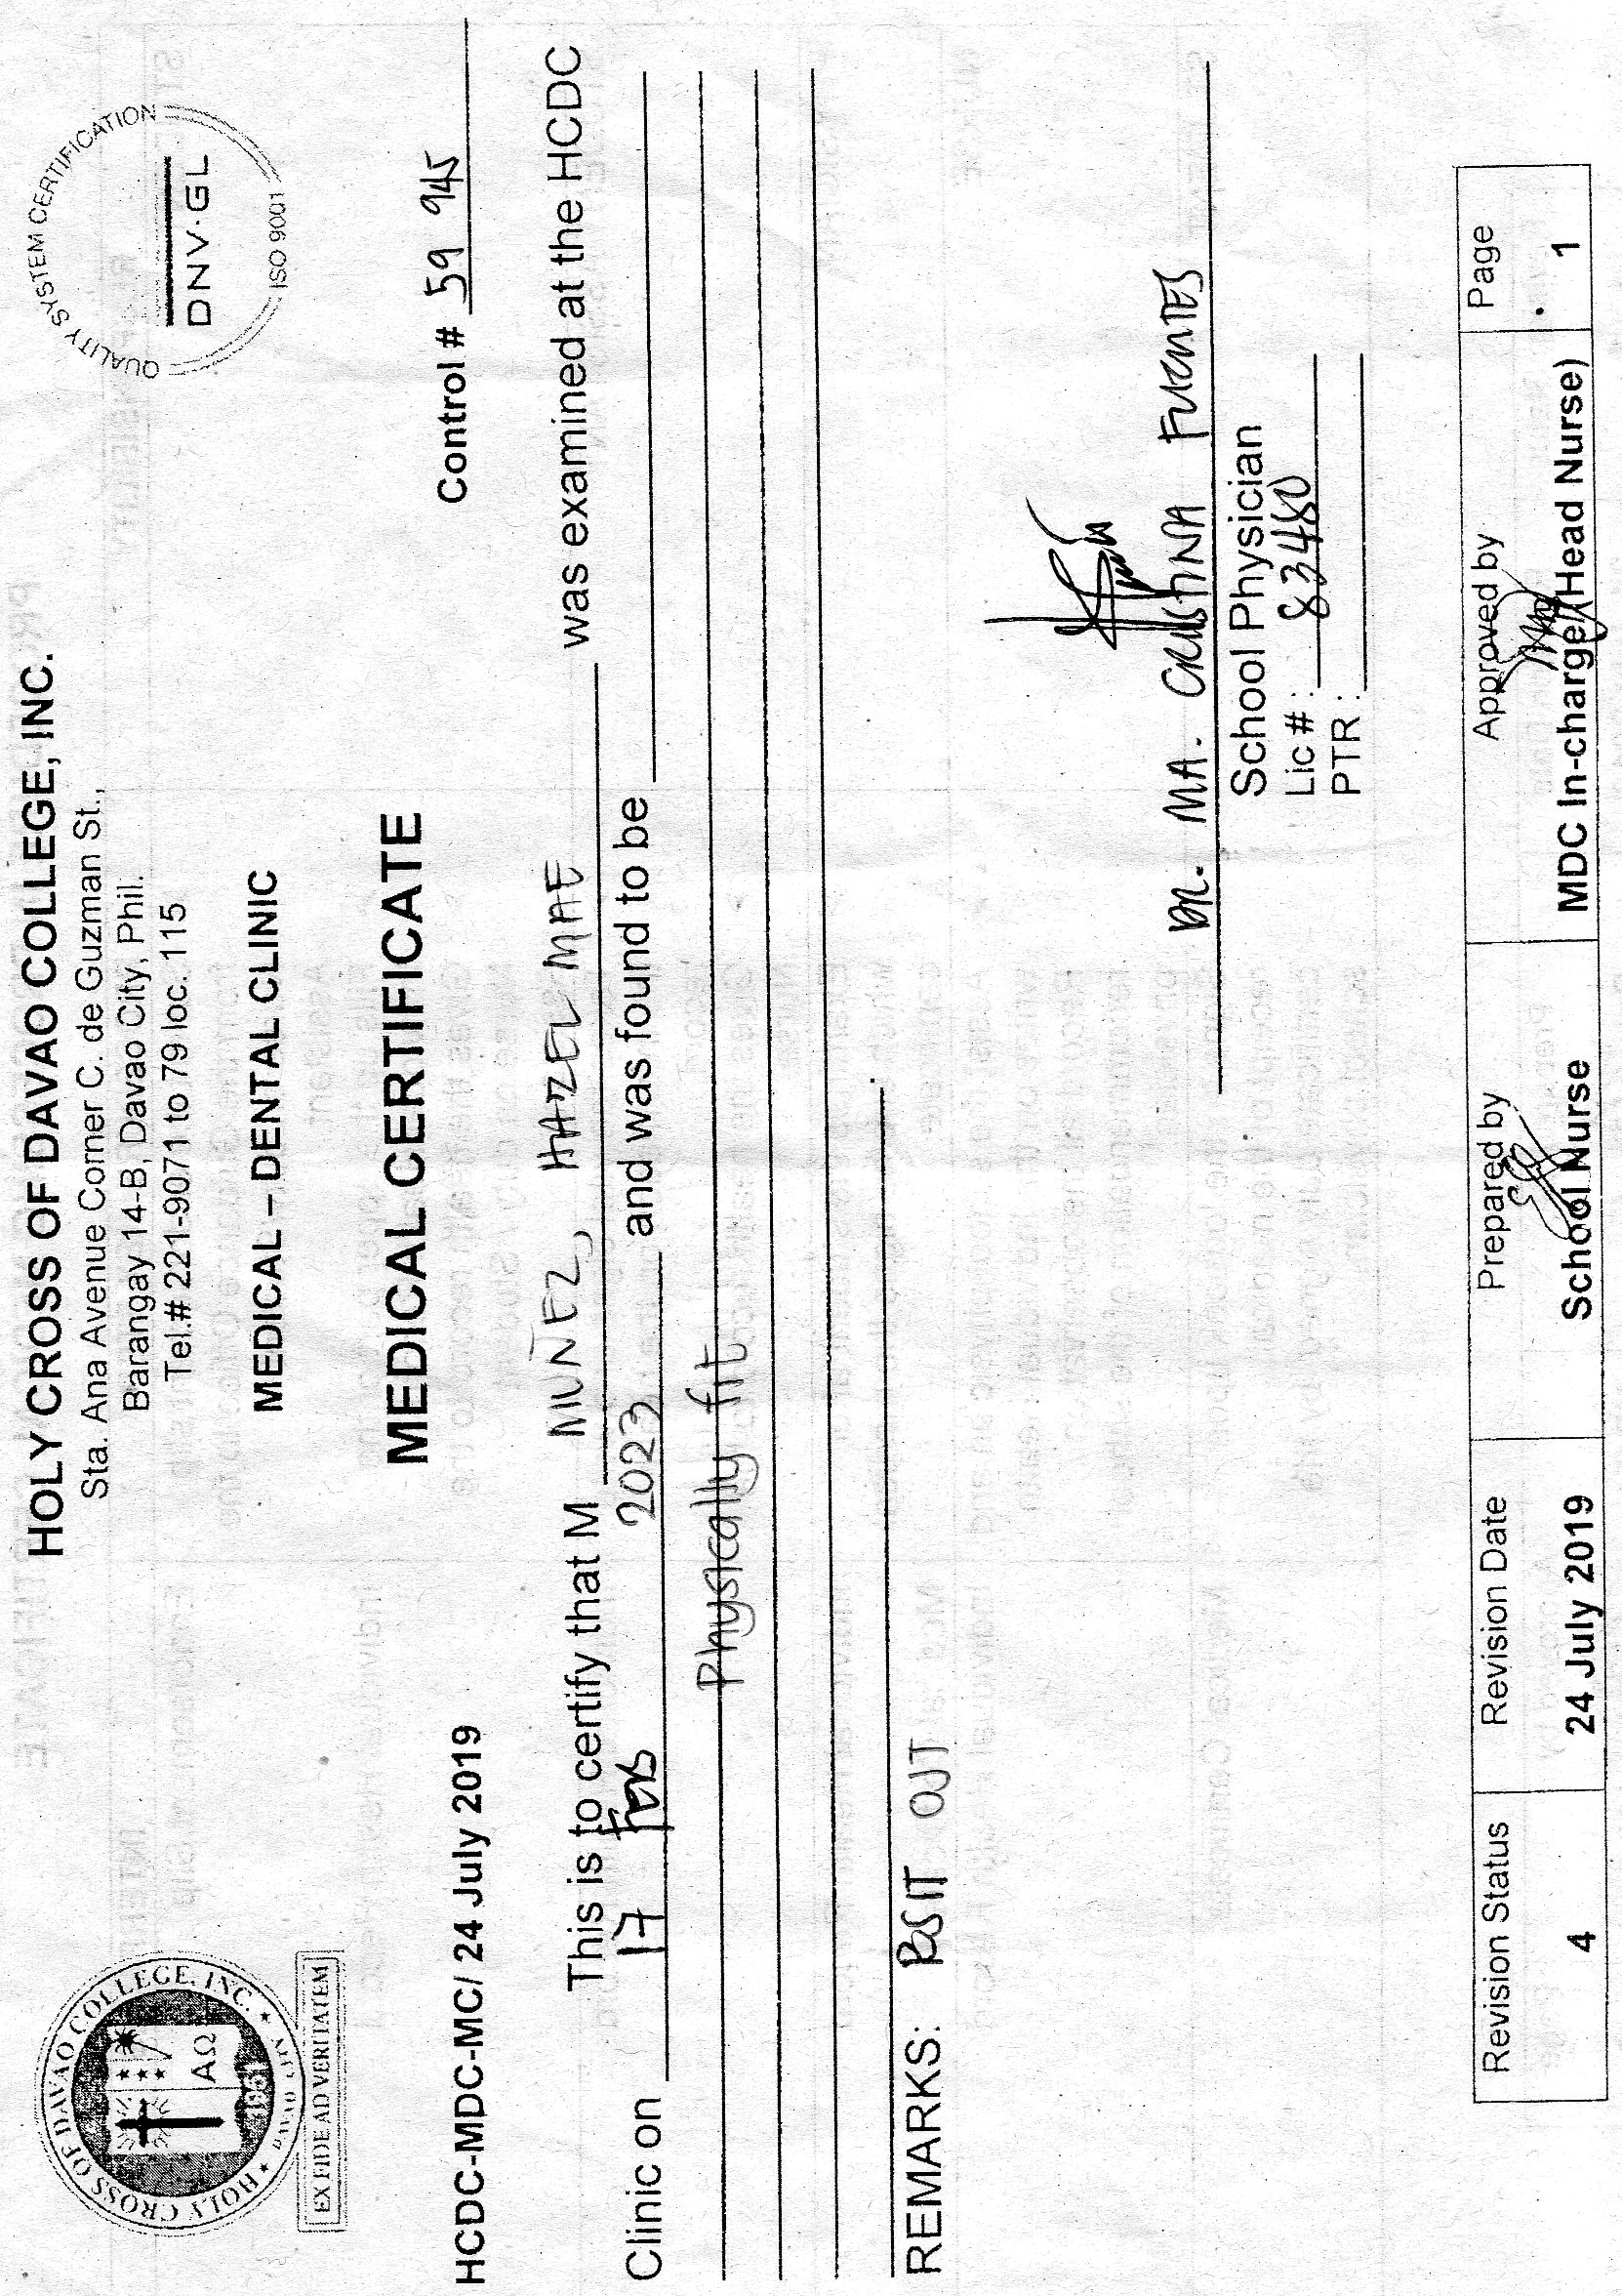 HOLY CROSS OF DAVAO COLLEGE, INC.
Sta. Ana Avenue Corner C. de Guzman St.,
Barangay 14-B, Davao City, Phil.
Tel.# 221-9071 to 79 loc. 115
MEDICAL – DENTAL CLINIC
HOLY CROSS OF DAVAO COLLEGE, INC.
ΑΩ
1951
DAVAO CITY
EX FIDE AD VERITATEM
QUALITY SYSTEM CERTIFICATION
DNV·GL
ISO 9001
MEDICAL CERTIFICATE
HCDC-MDC-MC/ 24 July 2019
Control # 59 945
This is to certify that M MUÑEZ, HAZEL MAE was examined at the HCDC
Clinic on 17 FEB 2023 and was found to be
Physically fit
REMARKS: BSIT OJT
DR. MA. CRISTINA FUENTES
School Physician
Lic # : 83480
PTR :
Revision Status Revision Date Prepared by Approved by Page
4 24 July 2019 School Nurse MDC In-charge/(Head Nurse) 1